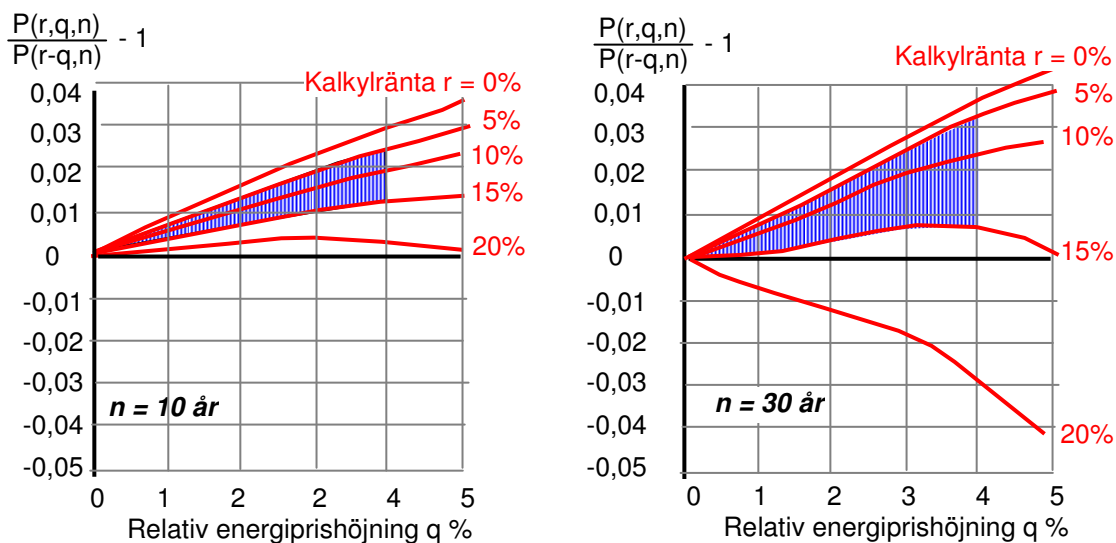 P(r,q,n)
P(r-q,n)
- 1
Kalkylränta r = 0%
0,04
5%
0,03
10%
0,02
15%
0,01
20%
0
-0,01
-0,02
-0,03
n = 10 år
-0,04
-0,05
0 1 2 2 4 5
Relativ energiprishöjning q %
P(r,q,n)
P(r-q,n)
- 1
Kalkylränta r = 0%
0,04
5%
0,03
10%
0,02
0,01
0
15%
-0,01
-0,02
-0,03
n = 30 år
-0,04
20%
-0,05
0 1 2 3 4 5
Relativ energiprishöjning q %